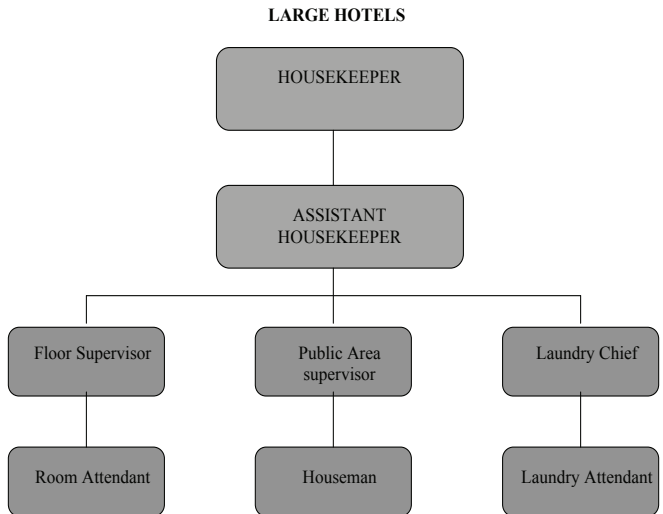 LARGE HOTELS
HOUSEKEEPER
ASSISTANT
HOUSEKEEPER
Floor Supervisor
Public Area
supervisor
Laundry Chief
Room Attendant
Houseman
Laundry Attendant